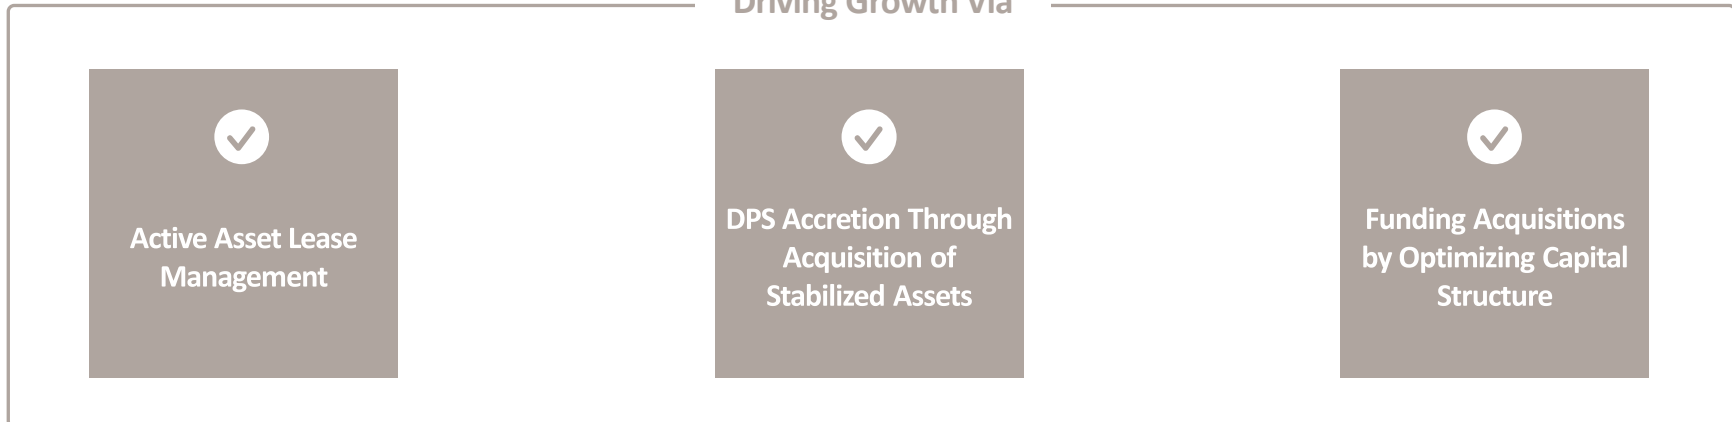 Driving Growth Via
Active Asset Lease
Management
DPS Accretion Through
Acquisition of
Stabilized Assets
Funding Acquisitions
by Optimizing Capital
Structure